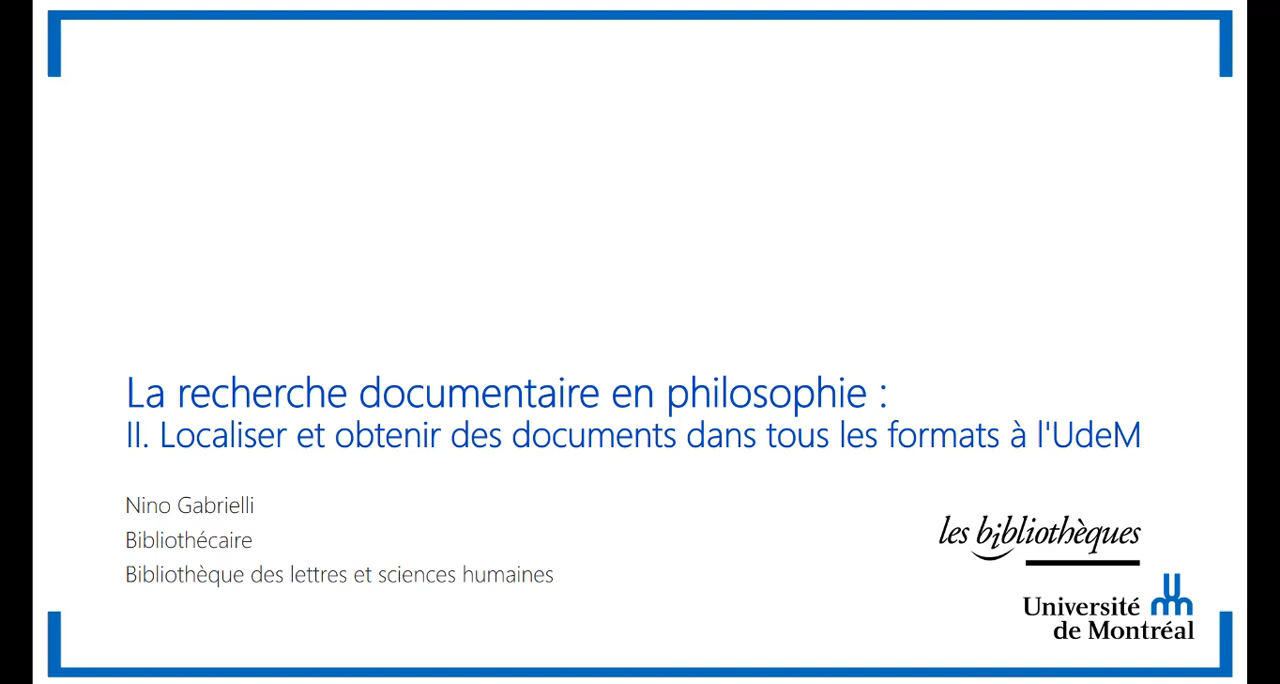 La recherche documentaire en philosophie :
II. Localiser et obtenir des documents dans tous les formats à l'UdeM
Nino Gabrielli
Bibliothécaire
Bibliothèque des lettres et sciences humaines
les bibliothèques
Université
de Montréal